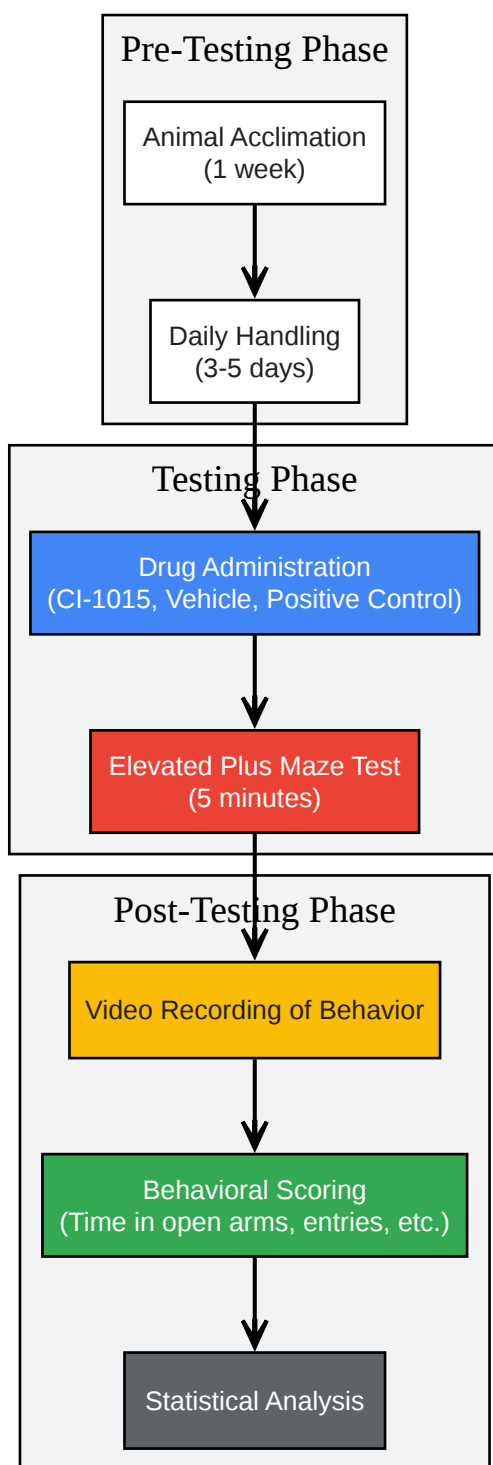 Pre-Testing Phase
Animal Acclimation
(1 week)
Daily Handling
(3-5 days)
Testing Phase
Drug Administration
(CI-1015, Vehicle, Positive Control)
Elevated Plus Maze Test
(5 minutes)
Post-Testing Phase
Video Recording of Behavior
Behavioral Scoring
(Time in open arms, entries, etc.)
Statistical Analysis